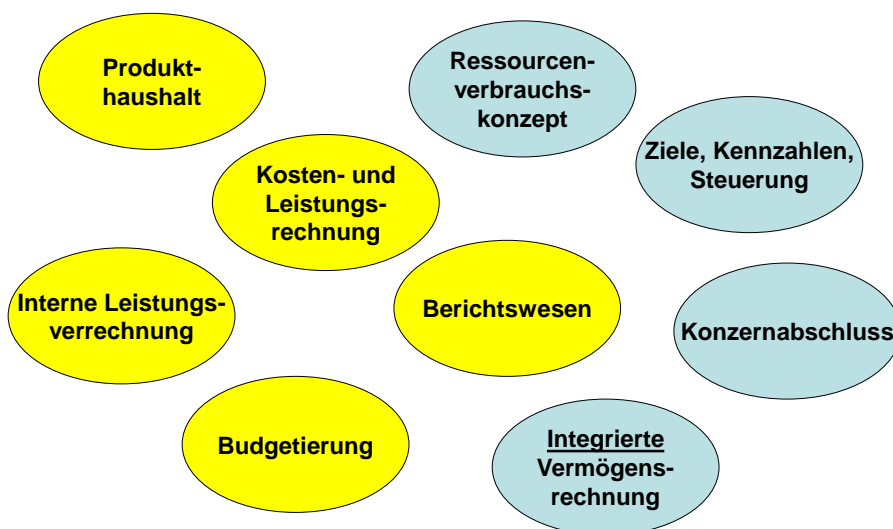 Produkt-
haushalt
Ressourcen-
verbrauchs-
konzept
Ziele, Kennzahlen,
Steuerung
Kosten- und
Leistungs-
rechnung
Interne Leistungs-
verrechnung
Berichtswesen
Konzernabschluss
Budgetierung
Integrierte
Vermögens-
rechnung